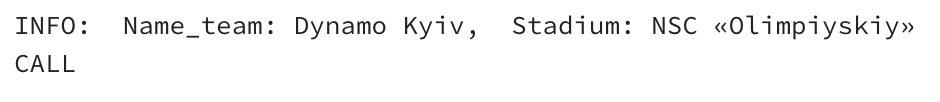 INFO:  Name_team: Dynamo Kyiv,  Stadium: NSC «Olimpiyskiy»
CALL